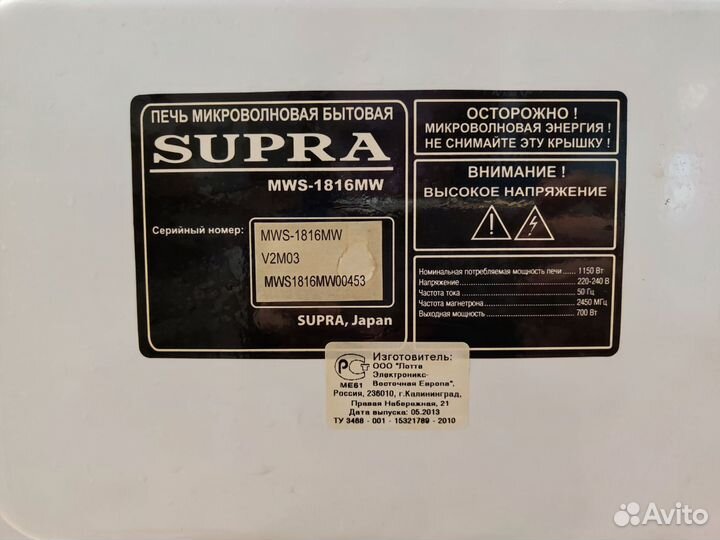 ПЕЧЬ МИКРОВОЛНОВАЯ БЫТОВАЯ
SUPRA
MWS-1816MW
Серийный номер:
MWS-1816MW
V2M03
MWS1816MW00453
SUPRA, Japan
ОСТОРОЖНО !
МИКРОВОЛНОВАЯ ЭНЕРГИЯ !
НЕ СНИМАЙТЕ ЭТУ КРЫШКУ !
ВНИМАНИЕ !
ВЫСОКОЕ НАПРЯЖЕНИЕ
Номинальная потребляемая мощность печи - 1150 Вт
Напряжение - 220-240 В
Частота тока - 50 Гц
Частота магнетрона - 2450 МГц
Выходная мощность - 700 Вт
РСТ
МЕ61
Изготовитель:
ООО "Лотте
Электроникс-
Восточная Европа",
Россия, 236010, г.Калининград,
Правая Набережная, 21
Дата выпуска: 05.2013
ТУ 3468 - 001 - 15321789 - 2010
Avito